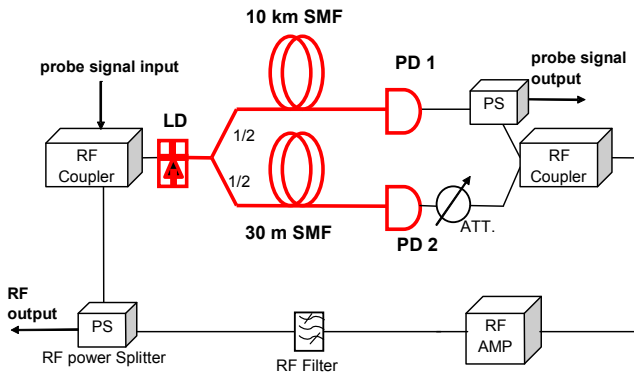 10 km SMF
probe signal input
PD 1
probe signal
output
PS
LD
1/2
RF
Coupler
1/2
RF
Coupler
30 m SMF
PD 2
ATT.
RF
output
PS
RF power Splitter
RF Filter
RF
AMP